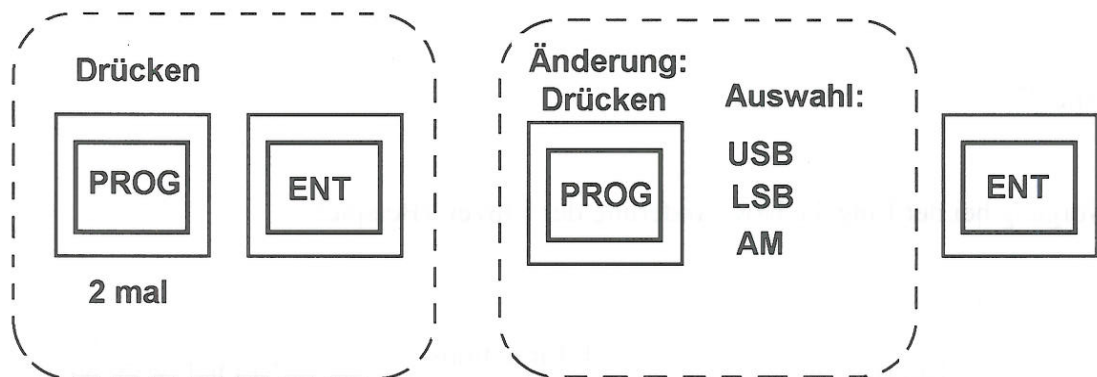 Drücken
PROG
ENT
2 mal
Änderung:
Drücken
PROG
Auswahl:
USB
LSB
AM
ENT